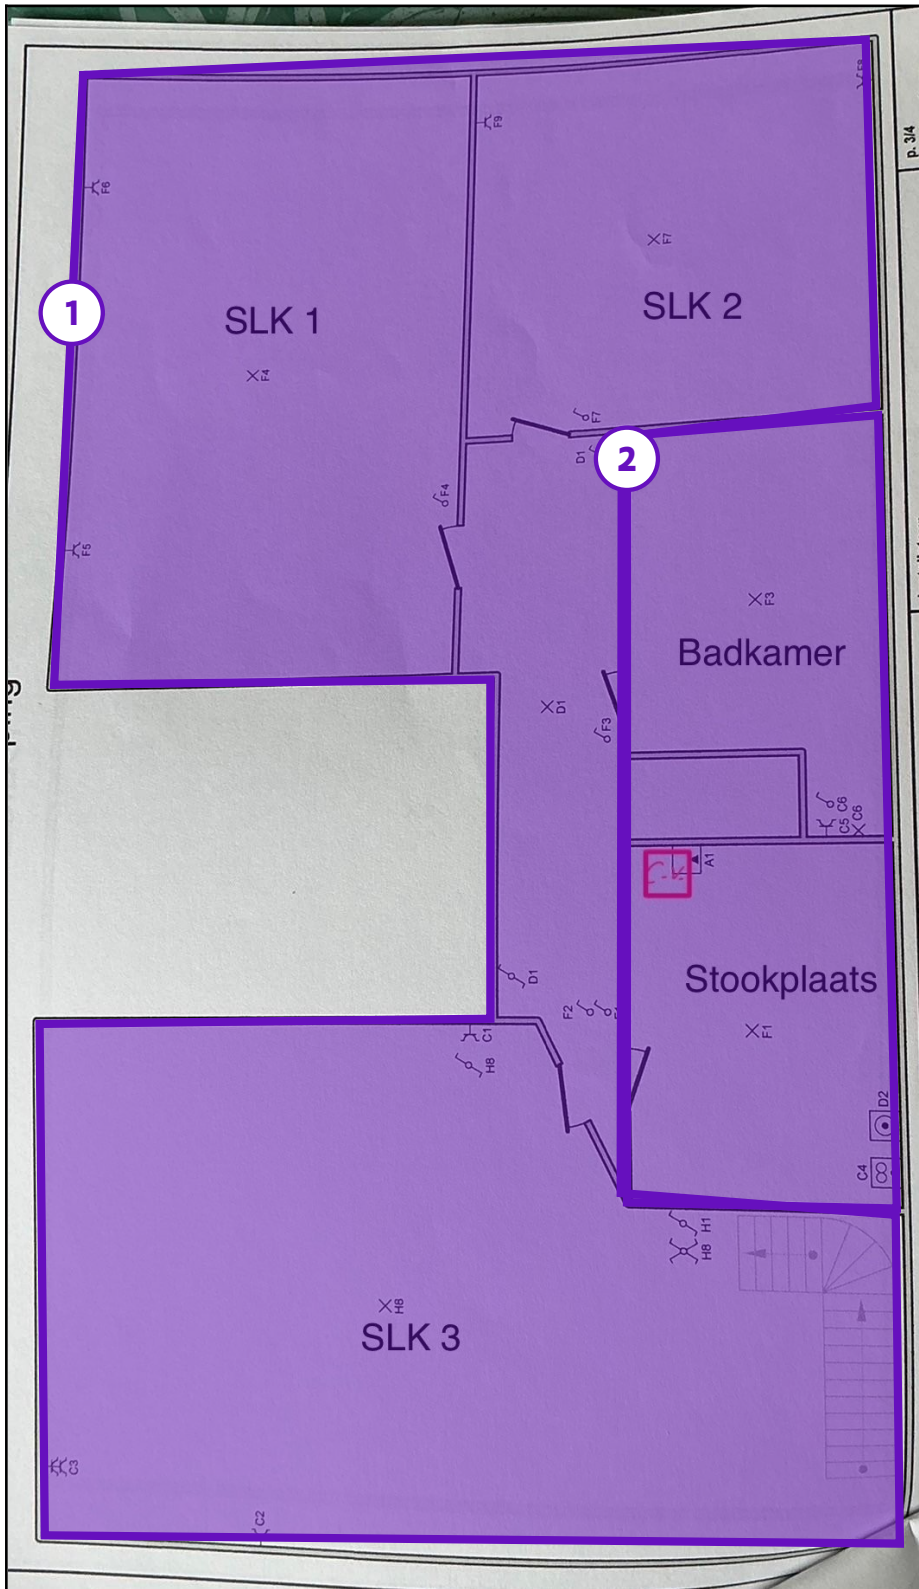 F8
F9
F6
F7
p. 3/4
SLK 2
1
SLK 1
F4
F7
D1
2
F4
F5
F3
Badkamer
D1
F3
C6
C5
C6
A1
Stookplaats
D1
F2
F1
C1
H8
D2
C4
H1
H8
H8
SLK 3
C3
C2